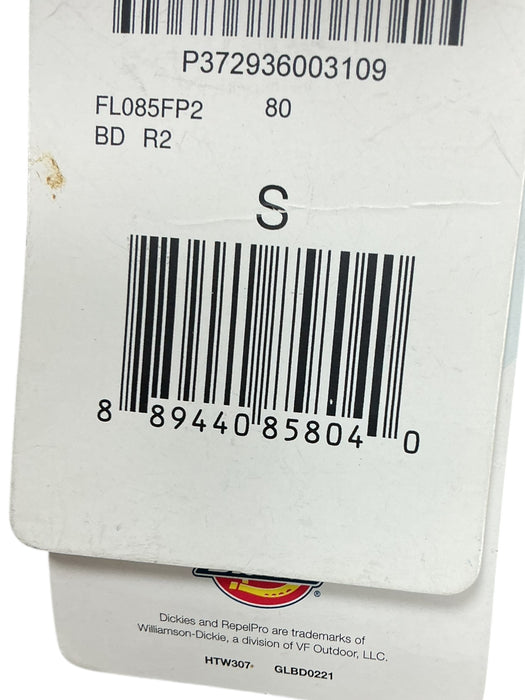 P372936003109
FL085FP2 80
BD R2
S
8 89440 85804 0
®
Dickies and RepelPro are trademarks of
Williamson-Dickie, a division of VF Outdoor, LLC.
HTW307 GLBD0221